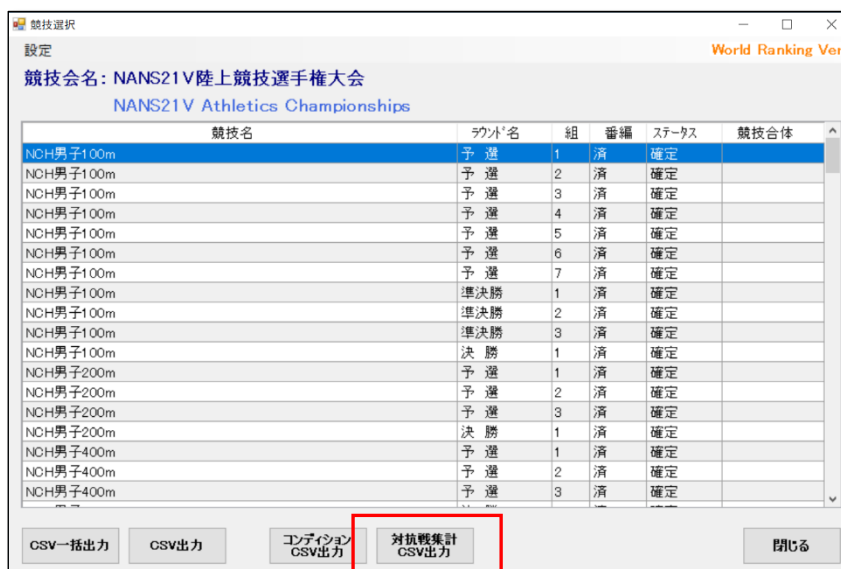 競技選択
設定
World Ranking Ver
競技会名: NANS21V陸上競技選手権大会
NANS21V Athletics Championships
競技名 ラウンド名 組 番編 ステータス 競技合体
NCH男子100m 予 選 1 済 確定
NCH男子100m 予 選 2 済 確定
NCH男子100m 予 選 3 済 確定
NCH男子100m 予 選 4 済 確定
NCH男子100m 予 選 5 済 確定
NCH男子100m 予 選 6 済 確定
NCH男子100m 予 選 7 済 確定
NCH男子100m 準決勝 1 済 確定
NCH男子100m 準決勝 2 済 確定
NCH男子100m 準決勝 3 済 確定
NCH男子100m 決 勝 1 済 確定
NCH男子200m 予 選 1 済 確定
NCH男子200m 予 選 2 済 確定
NCH男子200m 予 選 3 済 確定
NCH男子200m 決 勝 1 済 確定
NCH男子400m 予 選 1 済 確定
NCH男子400m 予 選 2 済 確定
NCH男子400m 予 選 3 済 確定
CSV一括出力
CSV出力
コンディション
CSV出力
対抗戦集計
CSV出力
閉じる